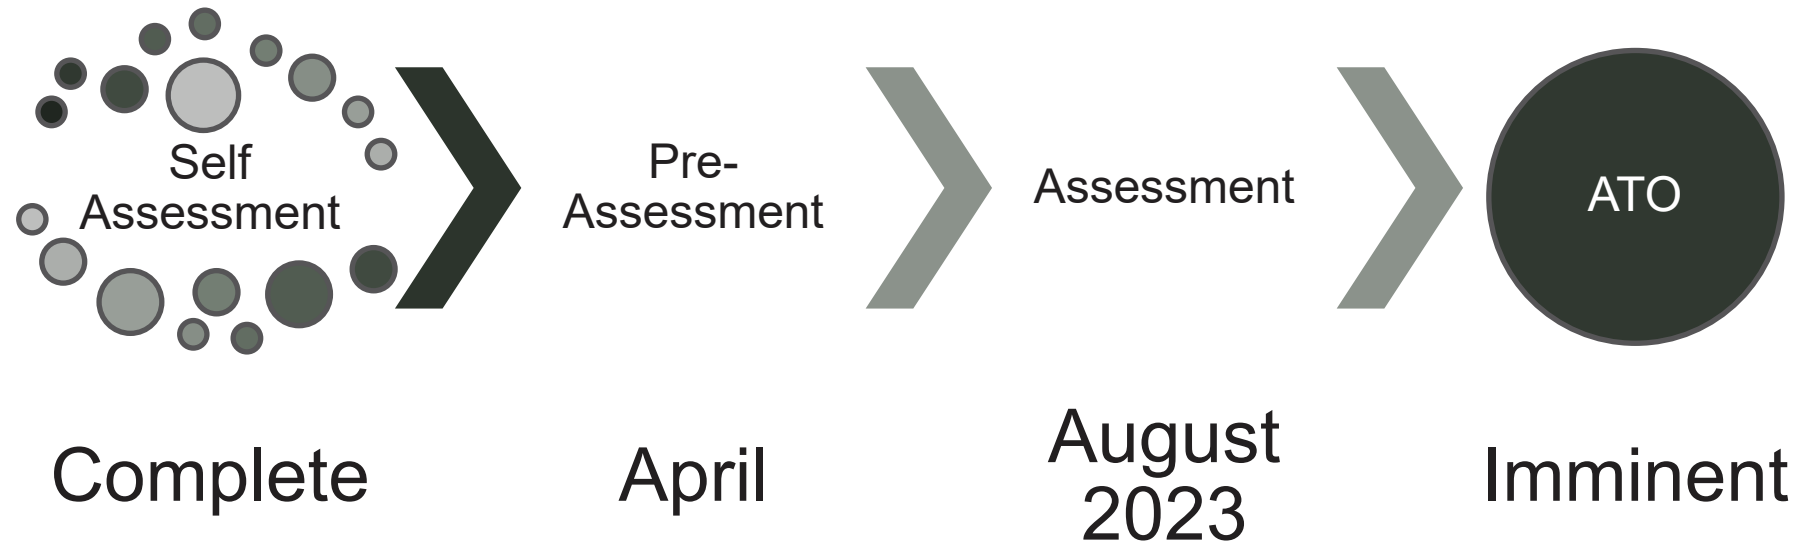 Self
Assessment
Pre-
Assessment
Assessment
ATO
Complete
April
August
2023
Imminent